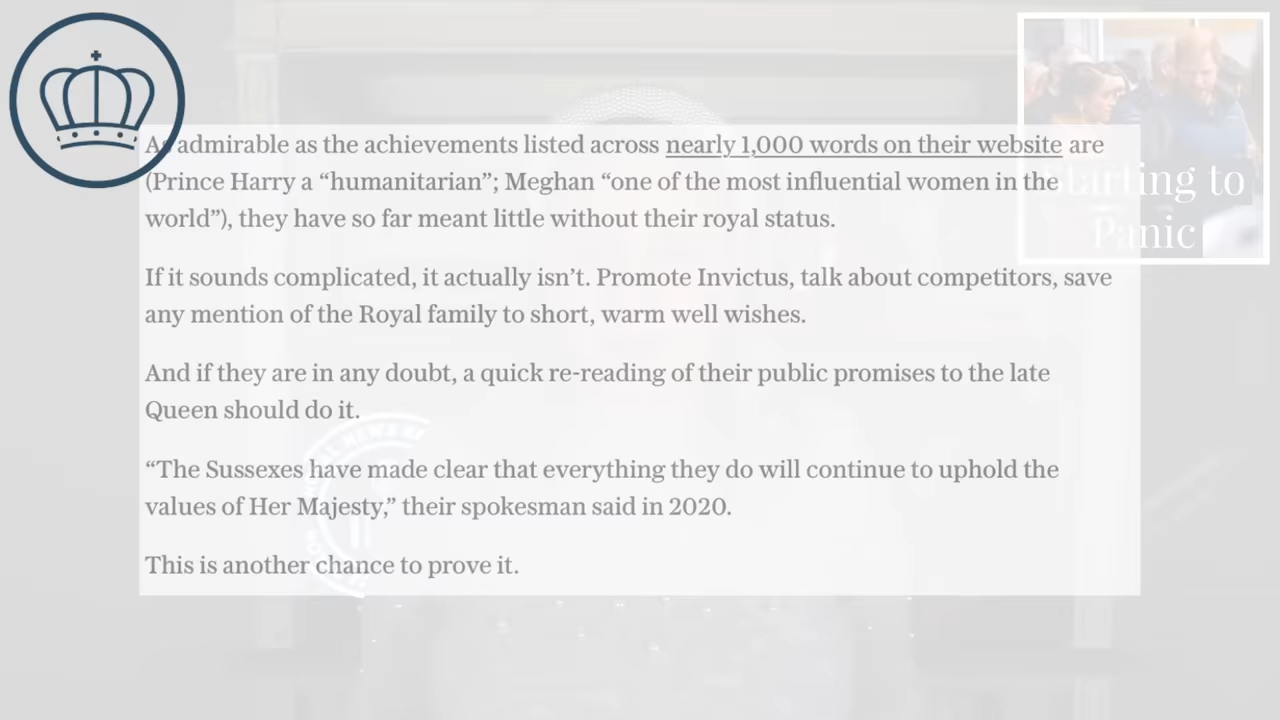 As admirable as the achievements listed across nearly 1,000 words on their website are
(Prince Harry a “humanitarian”; Meghan “one of the most influential women in the
world”), they have so far meant little without their royal status.
If it sounds complicated, it actually isn’t. Promote Invictus, talk about competitors, save
any mention of the Royal family to short, warm well wishes.
And if they are in any doubt, a quick re-reading of their public promises to the late
Queen should do it.
“The Sussexes have made clear that everything they do will continue to uphold the
values of Her Majesty,” their spokesman said in 2020.
This is another chance to prove it.
Starting to
Panic